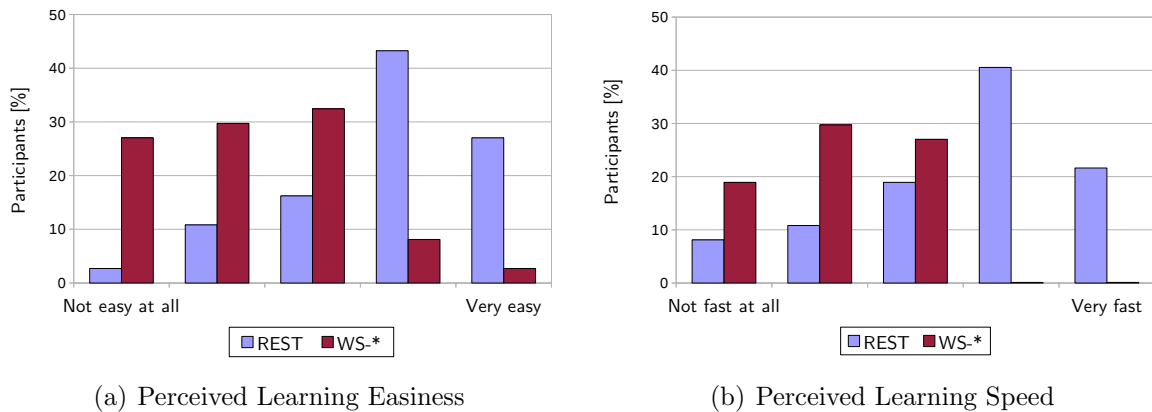 50
40
30
20
10
0
Participants [%]
Not easy at all
Very easy
REST WS-*
(a) Perceived Learning Easiness
50
40
30
20
10
0
Participants [%]
Not fast at all
Very fast
REST WS-*
(b) Perceived Learning Speed